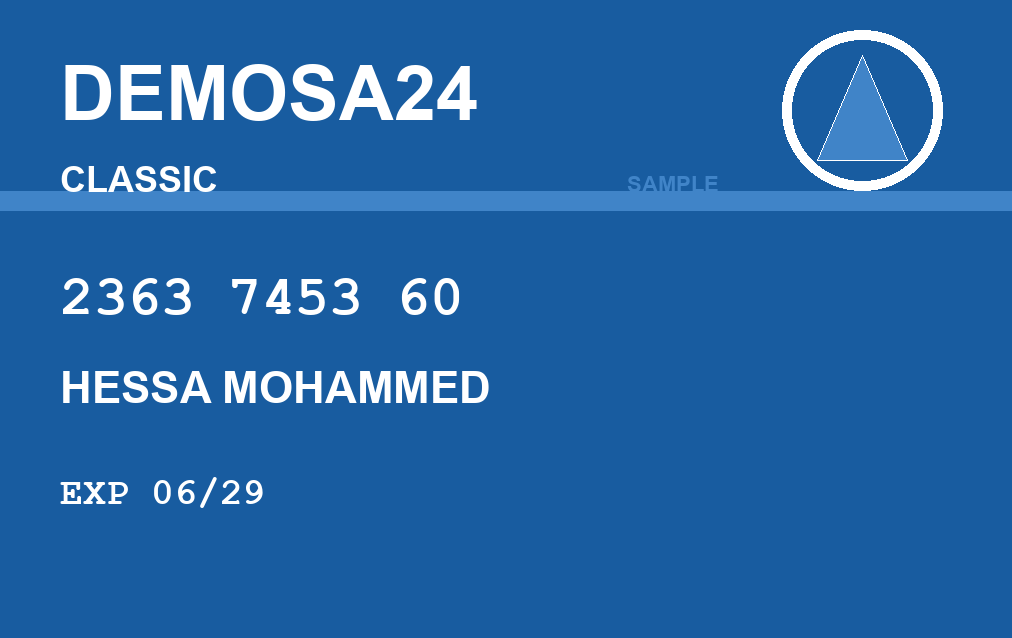 DEMOSA24
CLASSIC
SAMPLE
2363 7453 60
HESSA MOHAMMED
EXP 06/29